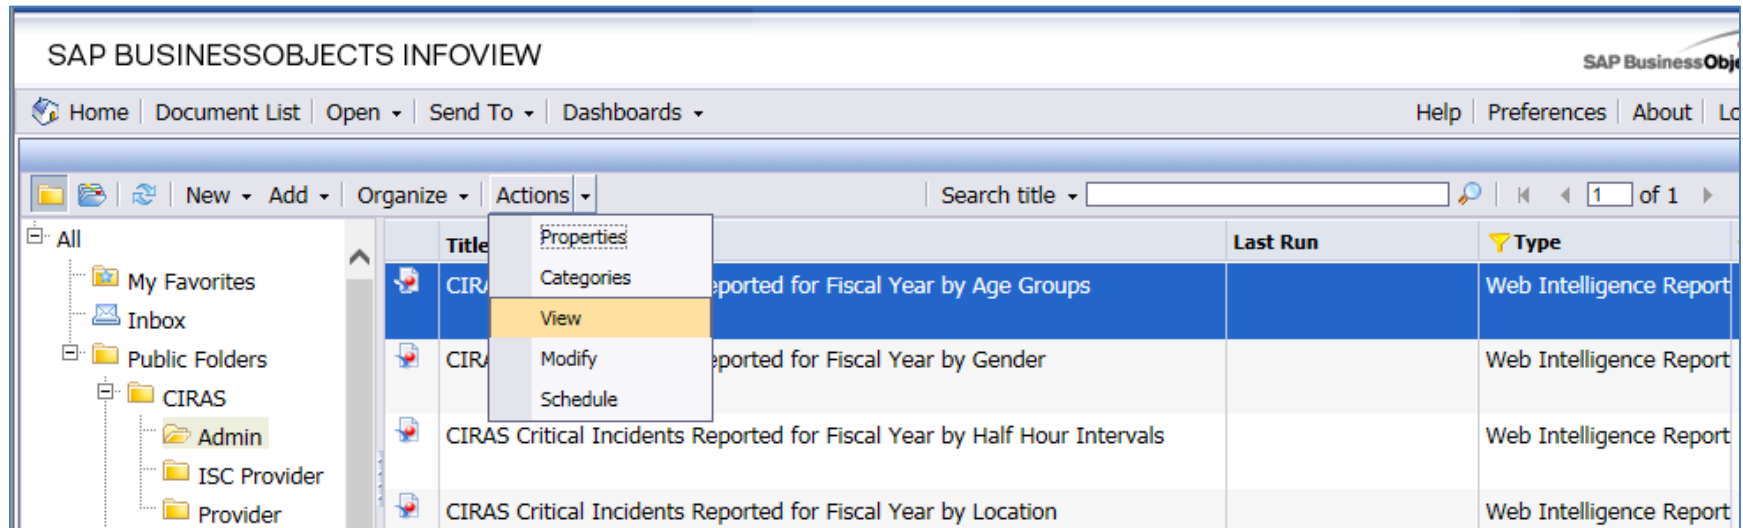 SAP BUSINESSOBJECTS INFOVIEW
SAP BusinessObje
Home Document List Open Send To Dashboards Help Preferences About Lo
New Add Organize Actions Search title 1 of 1
All
My Favorites
Inbox
Public Folders
CIRAS
Admin
ISC Provider
Provider
Properties
Categories
View
Modify
Schedule
Title Last Run Type
CIRA ported for Fiscal Year by Age Groups Web Intelligence Report
CIRA ported for Fiscal Year by Gender Web Intelligence Report
CIRAS Critical Incidents Reported for Fiscal Year by Half Hour Intervals Web Intelligence Report
CIRAS Critical Incidents Reported for Fiscal Year by Location Web Intelligence Report